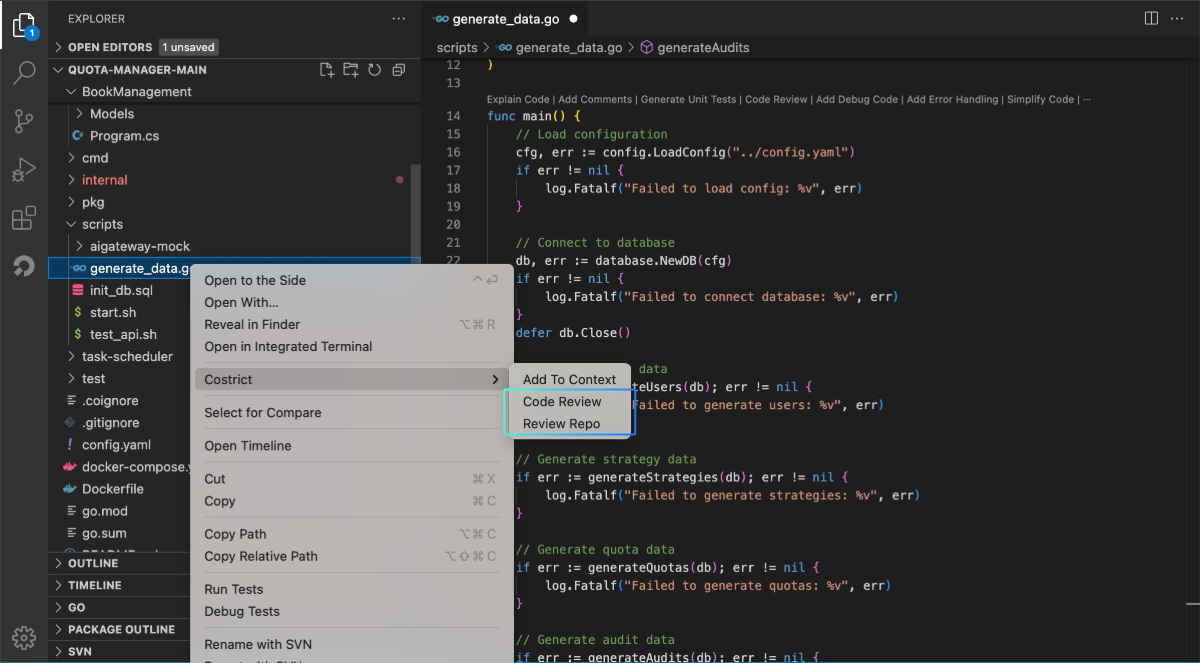 EXPLORER
OPEN EDITORS 1 unsaved
QUOTA-MANAGER-MAIN
BookManagement
Models
Program.cs
cmd
internal
pkg
scripts
aigateway-mock
generate_data.g
init_db.sql
start.sh
test_api.sh
task-scheduler
test
.coignore
.gitignore
config.yaml
docker-compose.y
Dockerfile
go.mod
go.sum
OUTLINE
TIMELINE
GO
PACKAGE OUTLINE
SVN
1
Open to the Side ^⏎
Open With...
Reveal in Finder ⌥⌘R
Open in Integrated Terminal
Costrict
Select for Compare
Open Timeline
Cut ⌘X
Copy ⌘C
Copy Path ⌥⌘C
Copy Relative Path ⌥⇧⌘C
Run Tests
Debug Tests
Rename with SVN
Add To Context
Code Review
Review Repo
GO generate_data.go
scripts > GO generate_data.go > generateAudits
12 )
13
Explain Code | Add Comments | Generate Unit Tests | Code Review | Add Debug Code | Add Error Handling | Simplify Code | ···
14 func main() {
15 // Load configuration
16 cfg, err := config.LoadConfig("../config.yaml")
17 if err != nil {
18 log.Fatalf("Failed to load config: %v", err)
19 }
20
21 // Connect to database
22 db, err := database.NewDB(cfg)
if err != nil {
log.Fatalf("Failed to connect database: %v", err)
}
defer db.Close()
data
teUsers(db); err != nil {
Failed to generate users: %v", err)
// Generate strategy data
if err := generateStrategies(db); err != nil {
log.Fatalf("Failed to generate strategies: %v", err)
}
// Generate quota data
if err := generateQuotas(db); err != nil {
log.Fatalf("Failed to generate quotas: %v", err)
}
// Generate audit data
if err := generateAudits(db); err != nil {